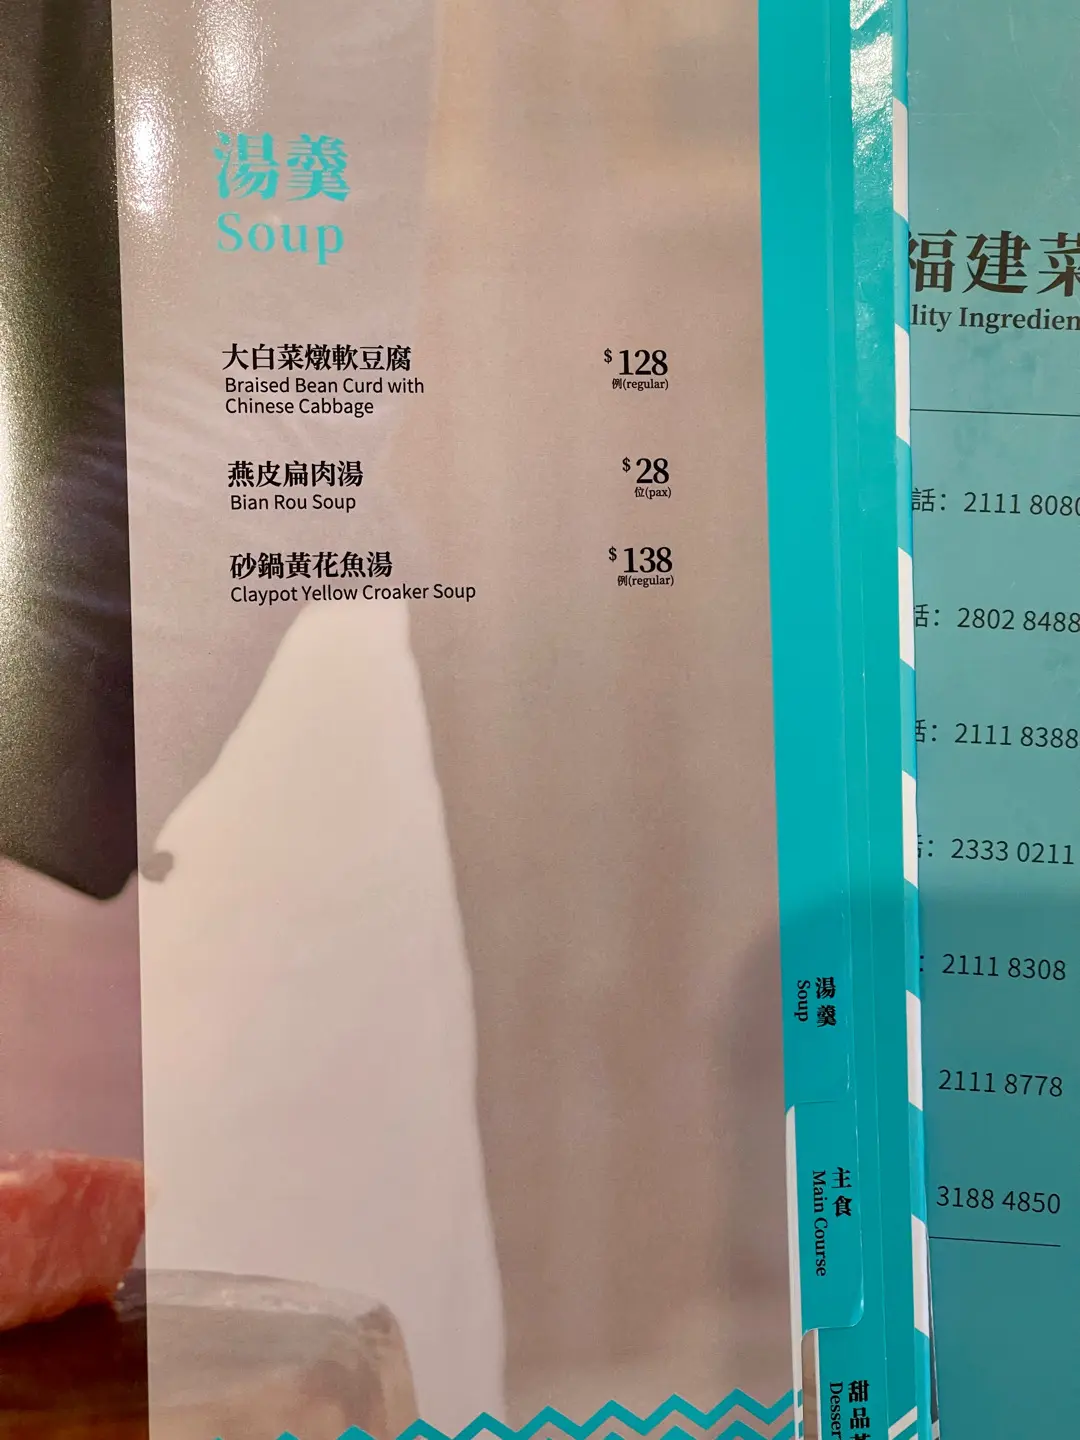 湯羹
Soup
大白菜燉軟豆腐
Braised Bean Curd with
Chinese Cabbage
$128
例(regular)
燕皮扁肉湯
Bian Rou Soup
$28
位(pax)
砂鍋黃花魚湯
Claypot Yellow Croaker Soup
$138
例(regular)
湯羹
Soup
主食
Main Course
甜品
福建菜
Ingredien
話：2111 8080
話：2802 8488
話：2111 8388
：2333 0211
：2111 8308
2111 8778
3188 4850